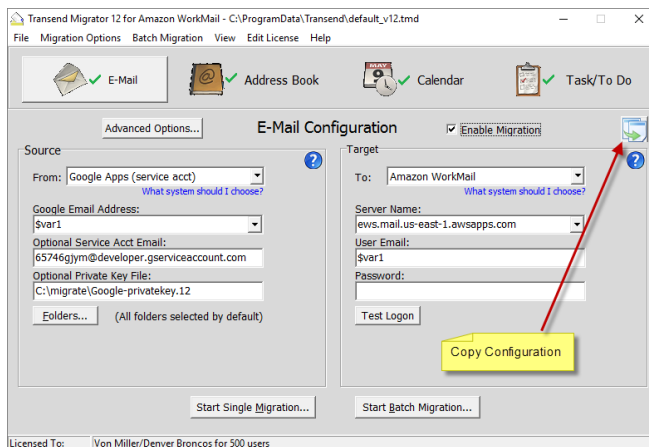 Transend Migrator 12 for Amazon WorkMail - C:\ProgramData\Transend\default_v12.tmd
File Migration Options Batch Migration View Edit License Help
E-Mail
Address Book
MAY
9
Calendar
Task/To Do
Advanced Options...
E-Mail Configuration
Enable Migration
Source
From: Google Apps (service acct)
What system should I choose?
Google Email Address:
$var1
Optional Service Acct Email:
65746gjym@developer.gserviceaccount.com
Optional Private Key File:
C:\migrate\Google-privatekey.12
Folders... (All folders selected by default)
Target
To: Amazon WorkMail
What system should I choose?
Server Name:
ews.mail.us-east-1.awsapps.com
User Email:
$var1
Password:
Test Logon
Copy Configuration
Start Single Migration...
Start Batch Migration...
Licensed To: Von Miller/Denver Broncos for 500 users